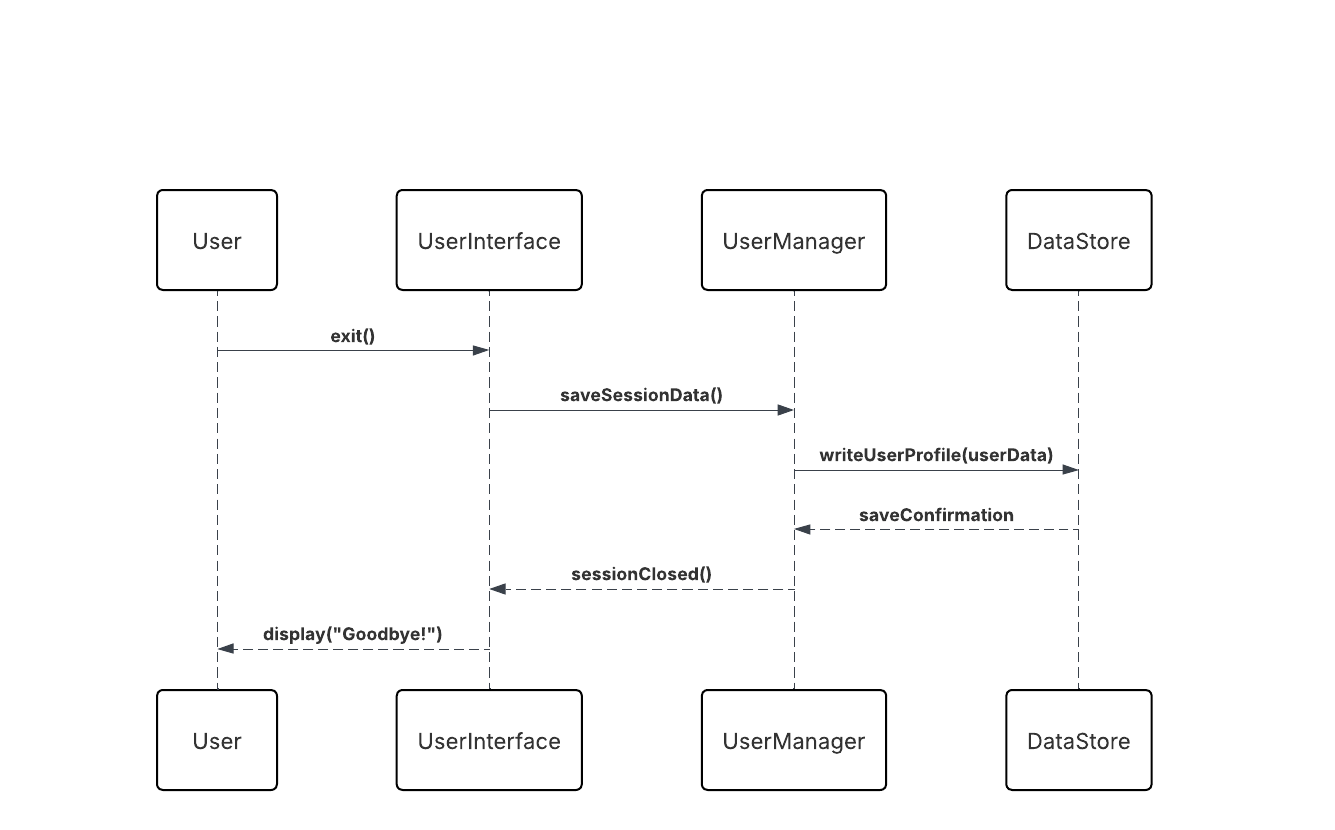 User
UserInterface
UserManager
DataStore
exit()
saveSessionData()
writeUserProfile(userData)
saveConfirmation
sessionClosed()
display("Goodbye!")
User
UserInterface
UserManager
DataStore